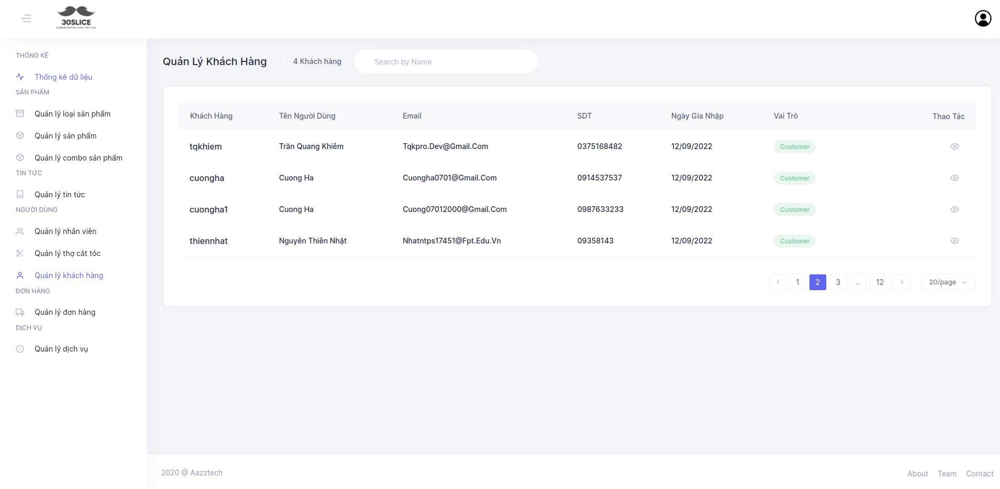 30SLICE
BARBER SHOP ĐẦU HÀNG VIỆT NAM
THỐNG KÊ
Thống kê dữ liệu
SẢN PHẨM
Quản lý loại sản phẩm
Quản lý sản phẩm
Quản lý combo sản phẩm
TIN TỨC
Quản lý tin tức
NGƯỜI DÙNG
Quản lý nhân viên
Quản lý thợ cắt tóc
Quản lý khách hàng
ĐƠN HÀNG
Quản lý đơn hàng
DỊCH VỤ
Quản lý dịch vụ
Quản Lý Khách Hàng 4 Khách hàng Search by Name
Khách Hàng Tên Người Dùng Email SDT Ngày Gia Nhập Vai Trò Thao Tác
tqkhiem Trần Quang Khiêm Tqkpro.Dev@Gmail.Com 0375168482 12/09/2022 Customer
cuongha Cuong Ha Cuongha0701@Gmail.Com 0914537537 12/09/2022 Customer
cuongha1 Cuong Ha Cuong07012000@Gmail.Com 0987633233 12/09/2022 Customer
thiennhat Nguyễn Thiên Nhật Nhatntps17451@Fpt.Edu.Vn 09358143 12/09/2022 Customer
1 2 3 ... 12 20/page
2020 @ Aazztech About Team Contact